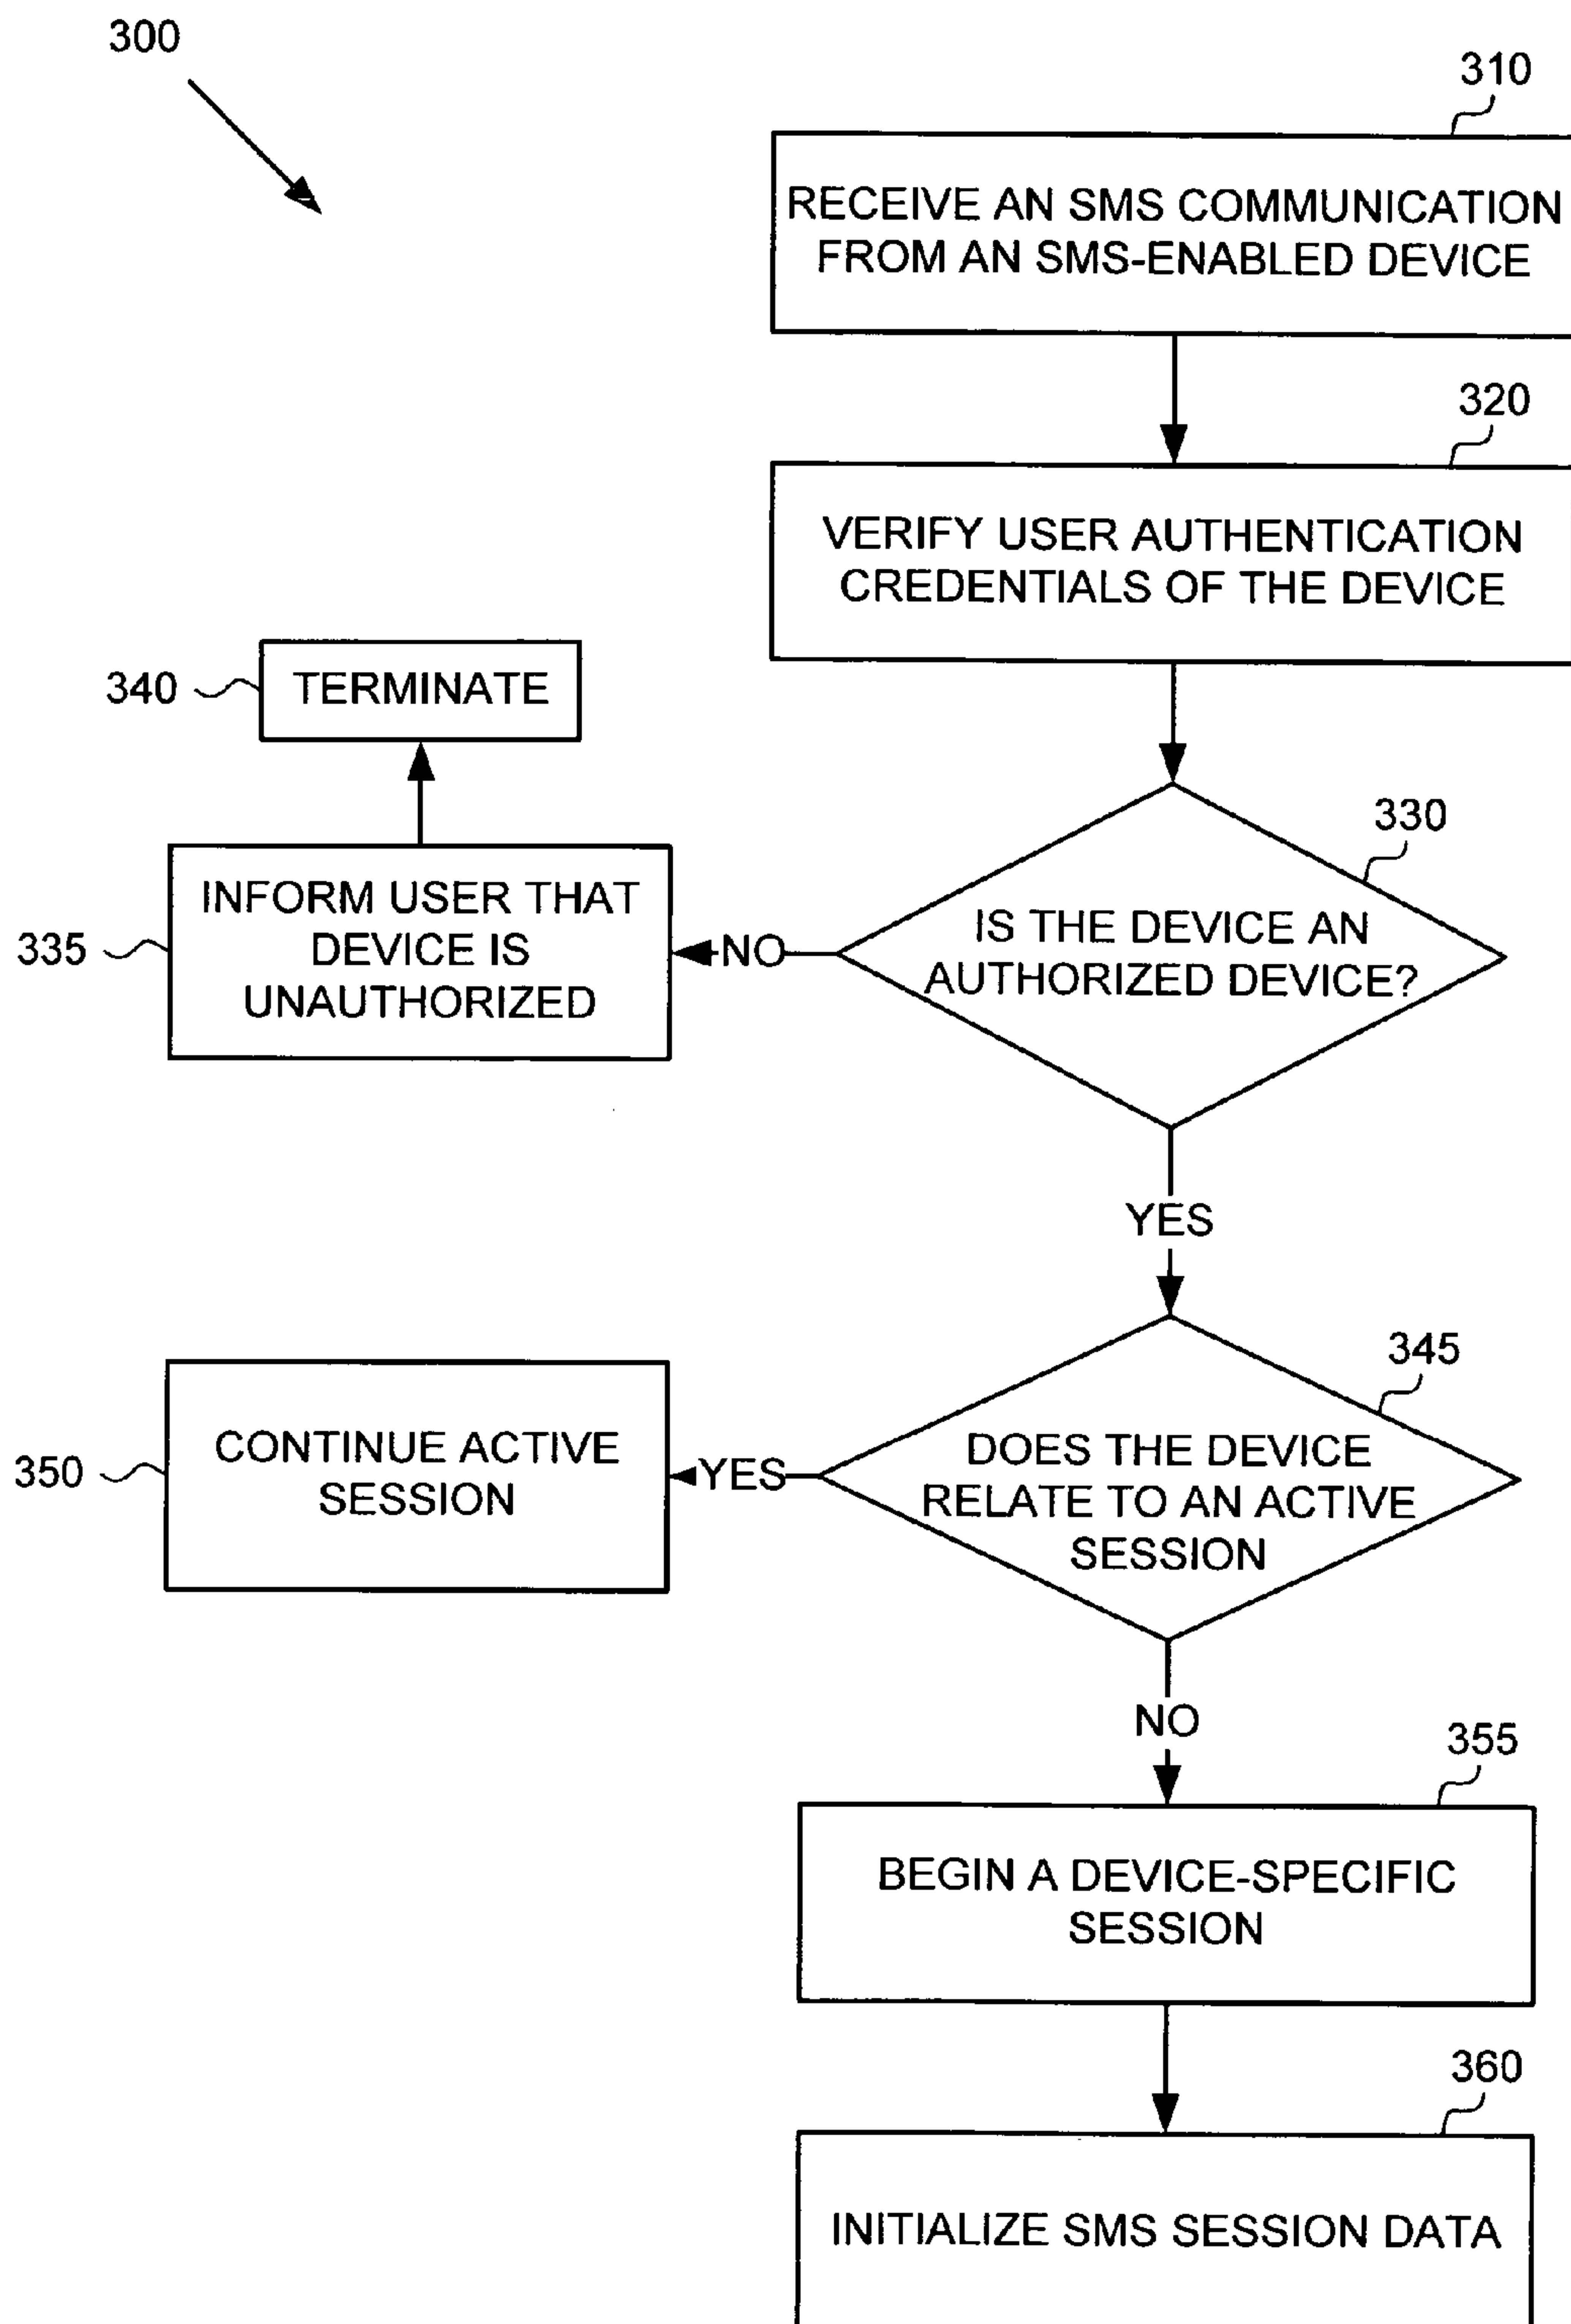 300
310
RECEIVE AN SMS COMMUNICATION
FROM AN SMS-ENABLED DEVICE
320
VERIFY USER AUTHENTICATION
CREDENTIALS OF THE DEVICE
340
TERMINATE
330
335
INFORM USER THAT
DEVICE IS
UNAUTHORIZED
NO
IS THE DEVICE AN
AUTHORIZED DEVICE?
YES
345
350
CONTINUE ACTIVE
SESSION
YES
DOES THE DEVICE
RELATE TO AN ACTIVE
SESSION
NO
355
BEGIN A DEVICE-SPECIFIC
SESSION
360
INITIALIZE SMS SESSION DATA